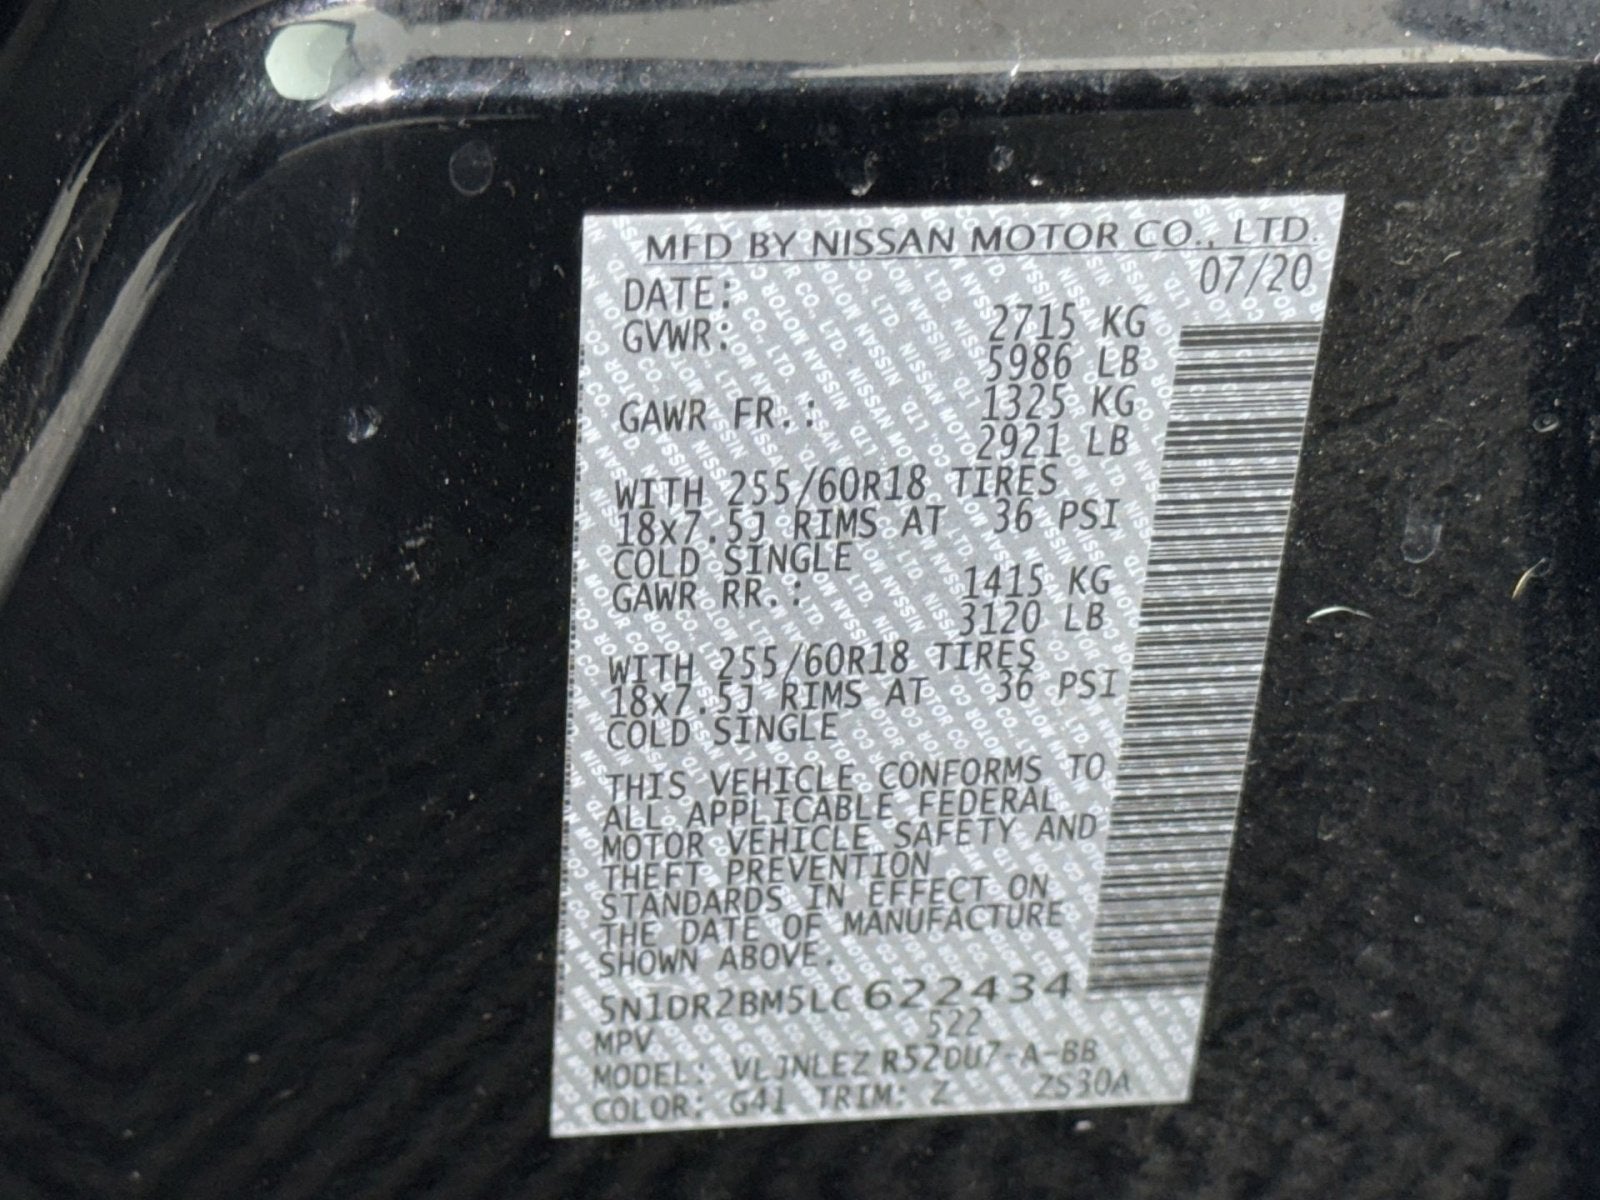 MFD BY NISSAN MOTOR CO., LTD.
DATE: 07/20
GVWR: 2715 KG
5986 LB
GAWR FR.: 1325 KG
2921 LB
WITH 255/60R18 TIRES
18x7.5J RIMS AT 36 PSI
COLD SINGLE
GAWR RR.: 1415 KG
3120 LB
WITH 255/60R18 TIRES
18x7.5J RIMS AT 36 PSI
COLD SINGLE
THIS VEHICLE CONFORMS TO
ALL APPLICABLE FEDERAL
MOTOR VEHICLE SAFETY AND
THEFT PREVENTION
STANDARDS IN EFFECT ON
THE DATE OF MANUFACTURE
SHOWN ABOVE.
5N1DR2BM5LC622434
MPV 522
MODEL: VLJNLEZ R52DU7-A-BB
COLOR: G41 TRIM: Z ZS30A